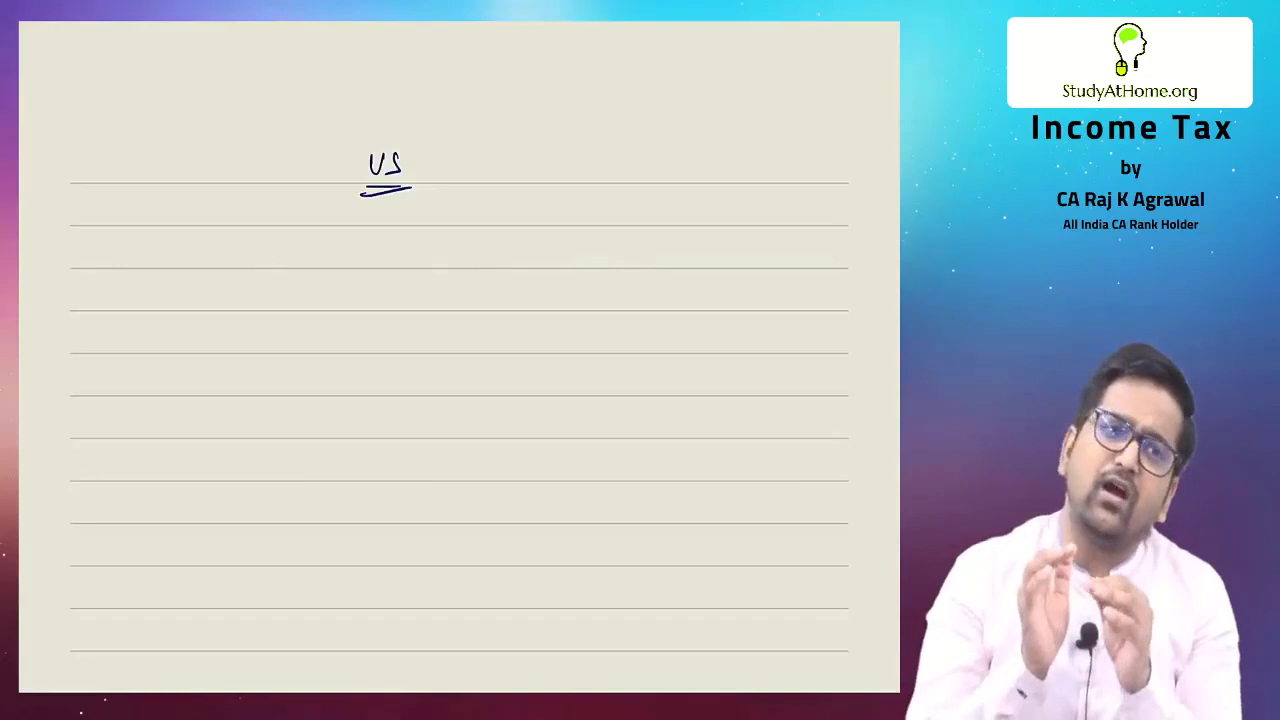 US
StudyAtHome.org
Income Tax
by
CA Raj K Agrawal
All India CA Rank Holder